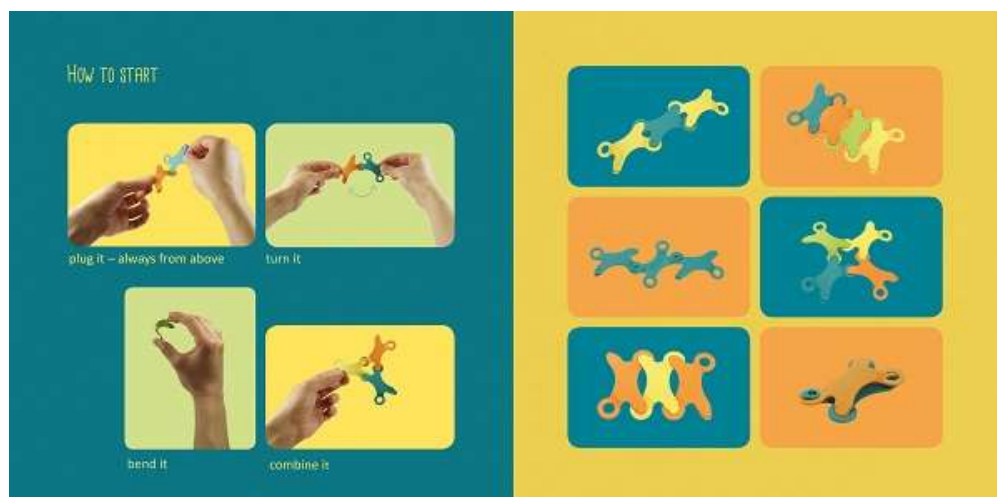 How to start
plug it – always from above
turn it
bend it
combine it